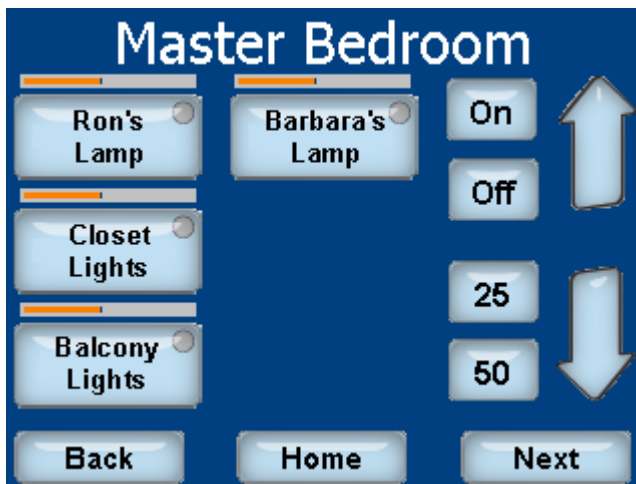 Master Bedroom
Ron's
Lamp
Barbara's
Lamp
On
Off
Closet
Lights
25
Balcony
Lights
50
Back
Home
Next